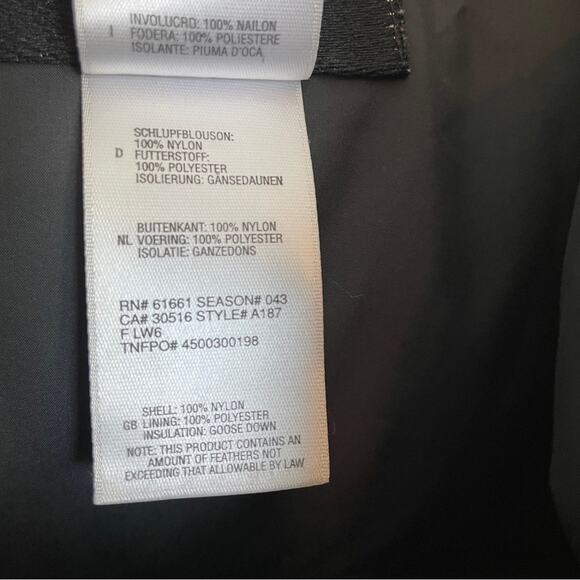 INVOLUCRO: 100% NAILON
I FODERA: 100% POLIESTERE
ISOLANTE: PIUMA D'OCA
SCHLUPFBLOUSON:
100% NYLON
D FUTTERSTOFF:
100% POLYESTER
ISOLIERUNG: GANSEDAUNEN
BUITENKANT: 100% NYLON
NL VOERING: 100% POLYESTER
ISOLATIE: GANZEDONS
RN# 61661 SEASON# 043
CA# 30516 STYLE# A187
F LW6
TNFPO# 4500300198
SHELL: 100% NYLON
GB LINING: 100% POLYESTER
INSULATION: GOOSE DOWN
NOTE: THIS PRODUCT CONTAINS AN
AMOUNT OF FEATHERS NOT
EXCEEDING THAT ALLOWABLE BY LAW